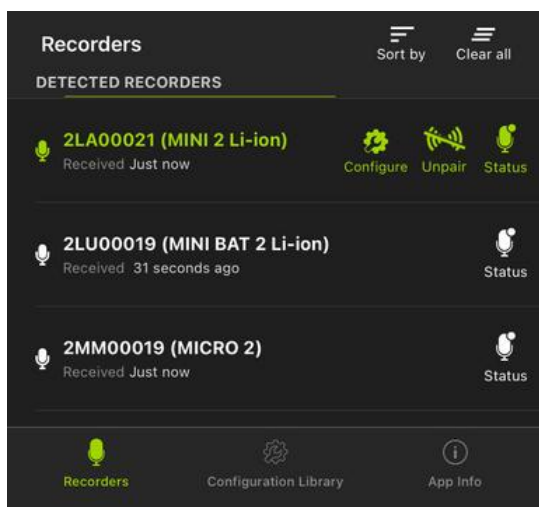 Recorders
Sort by
Clear all
DETECTED RECORDERS
2LA00021 (MINI 2 Li-ion)
Received Just now
Configure
Unpair
Status
2LU00019 (MINI BAT 2 Li-ion)
Received 31 seconds ago
Status
2MM00019 (MICRO 2)
Received Just now
Status
Recorders
Configuration Library
App Info